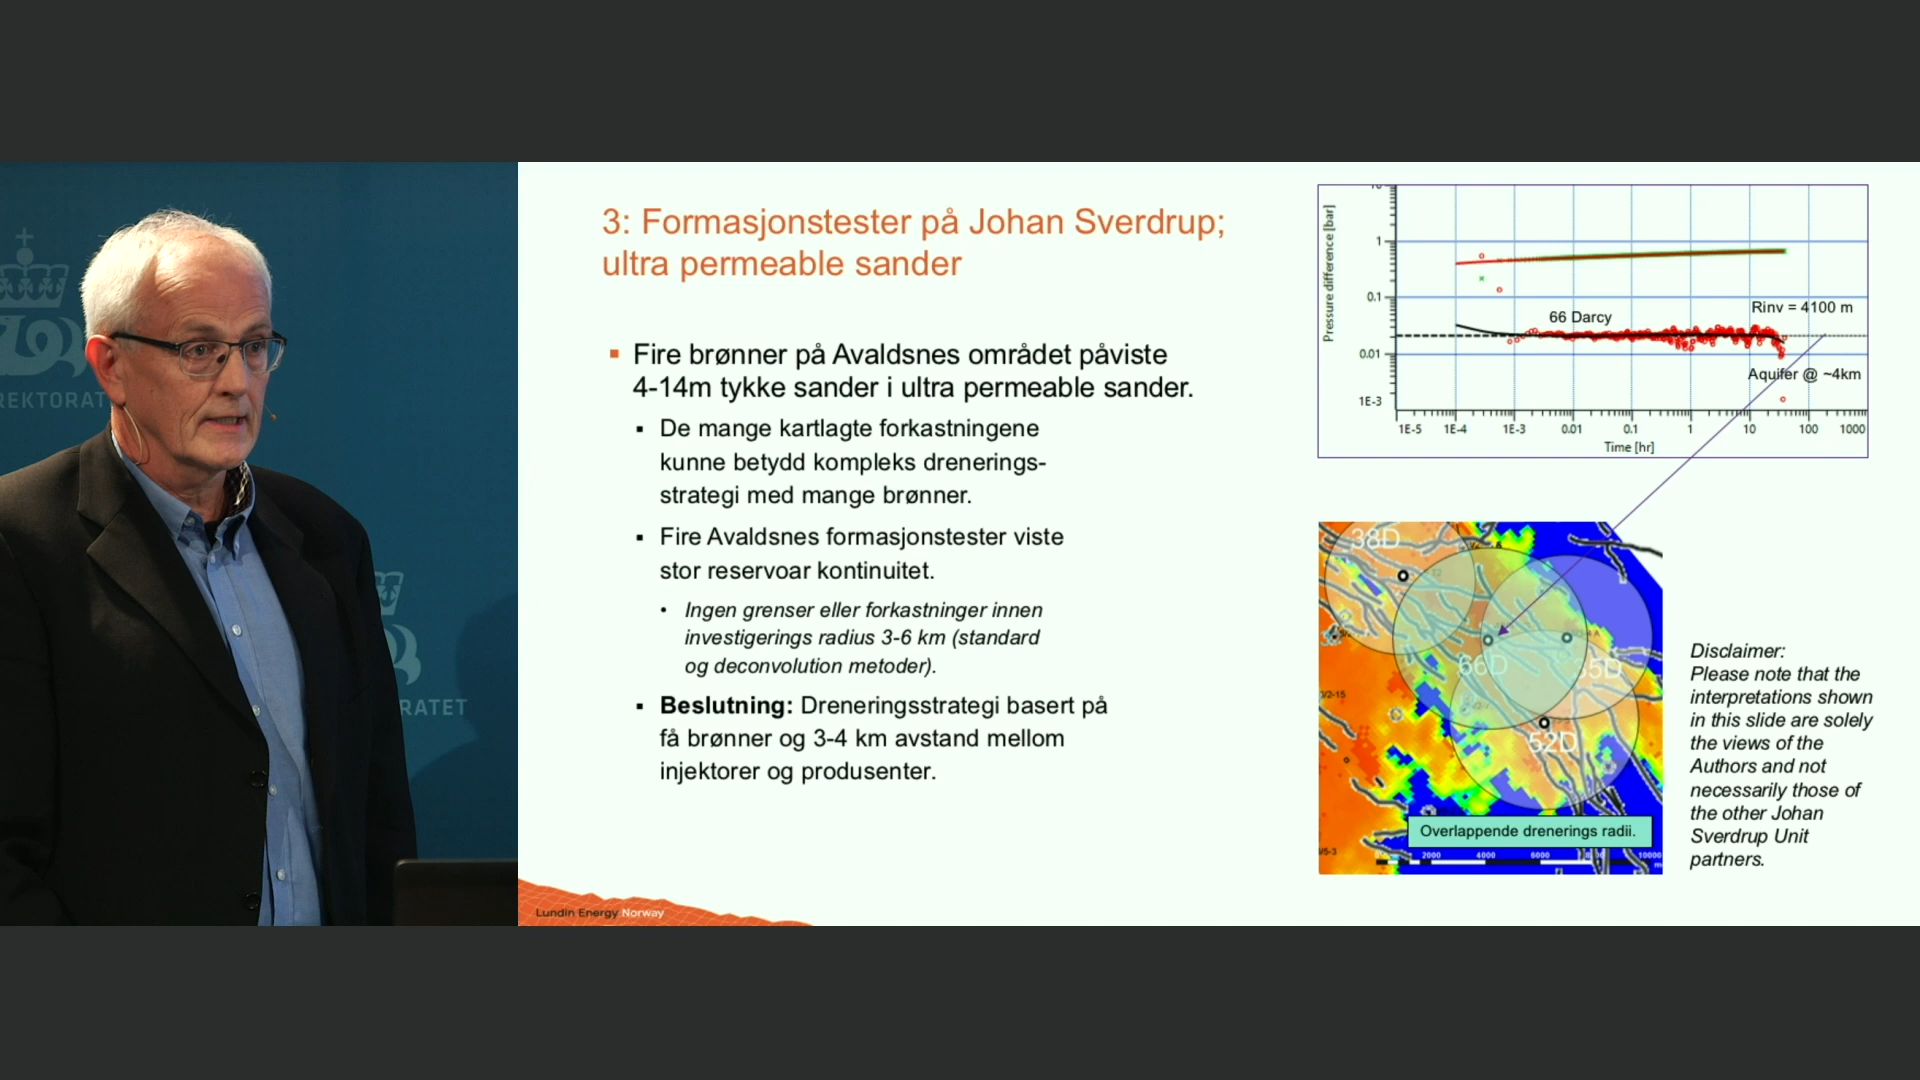 REKTORAT
RATET
3: Formasjonstester på Johan Sverdrup;
ultra permeable sander
▪ Fire brønner på Avaldsnes området påviste
4-14m tykke sander i ultra permeable sander.
▪ De mange kartlagte forkastningene
kunne betydd kompleks drenerings-
strategi med mange brønner.
▪ Fire Avaldsnes formasjonstester viste
stor reservoar kontinuitet.
• Ingen grenser eller forkastninger innen
investigerings radius 3-6 km (standard
og deconvolution metoder).
▪ Beslutning: Dreneringsstrategi basert på
få brønner og 3-4 km avstand mellom
injektorer og produsenter.
Lundin Energy Norway
Pressure difference [bar]
10
1
0.1
0.01
1E-3
66 Darcy
Rinv = 4100 m
Aquifer @ ~4km
1E-5 1E-4 1E-3 0.01 0.1 1 10 100 1000
Time [hr]
38D
66D
35D
52D
Overlappende drenerings radii.
2000 4000 6000 10000
Disclaimer:
Please note that the
interpretations shown
in this slide are solely
the views of the
Authors and not
necessarily those of
the other Johan
Sverdrup Unit
partners.